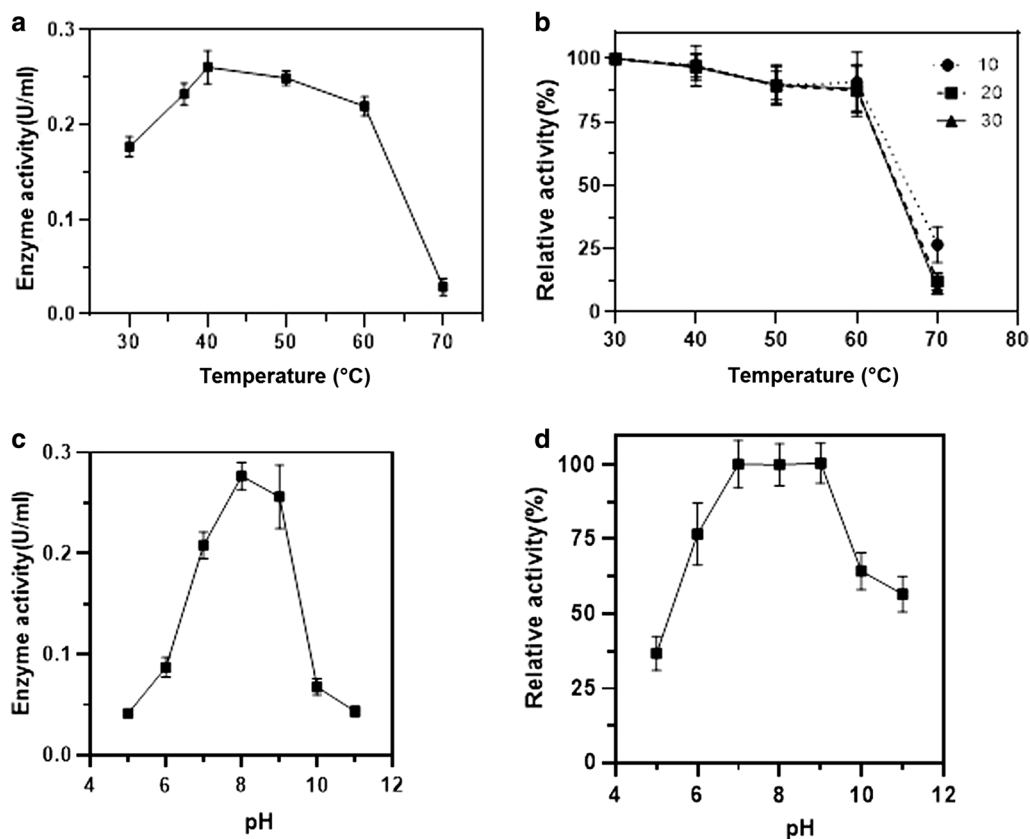 a
0.3
0.2
0.1
0.0
Enzyme activity(U/ml)
30 40 50 60 70
Temperature (°C)
b
100
75
50
25
0
Relative activity(%)
10
20
30
30 40 50 60 70 80
Temperature (°C)
c
0.3
0.2
0.1
0.0
Enzyme activity(U/ml)
4 6 8 10 12
pH
d
100
75
50
25
0
Relative activity(%)
4 6 8 10 12
pH